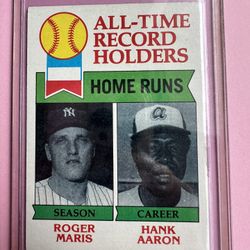 ALL-TIME
RECORD
HOLDERS
HOME RUNS
SEASON
CAREER
ROGER
MARIS
HANK
AARON